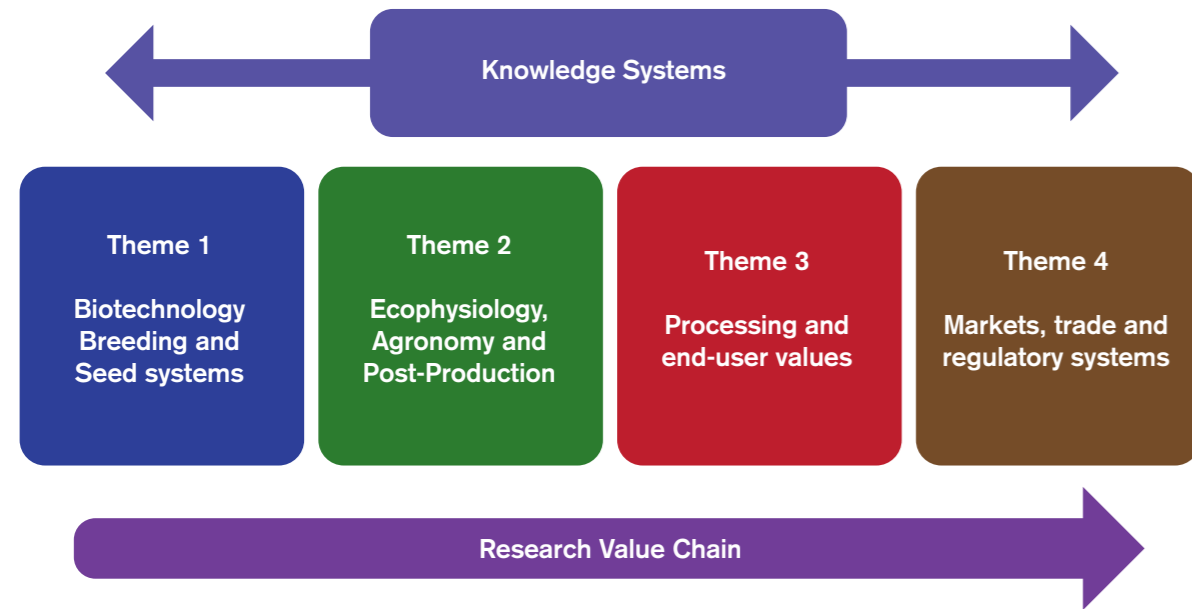 Knowledge Systems
Theme 1
Biotechnology
Breeding and
Seed systems
Theme 2
Ecophysiology,
Agronomy and
Post-Production
Theme 3
Processing and
end-user values
Theme 4
Markets, trade and
regulatory systems
Research Value Chain